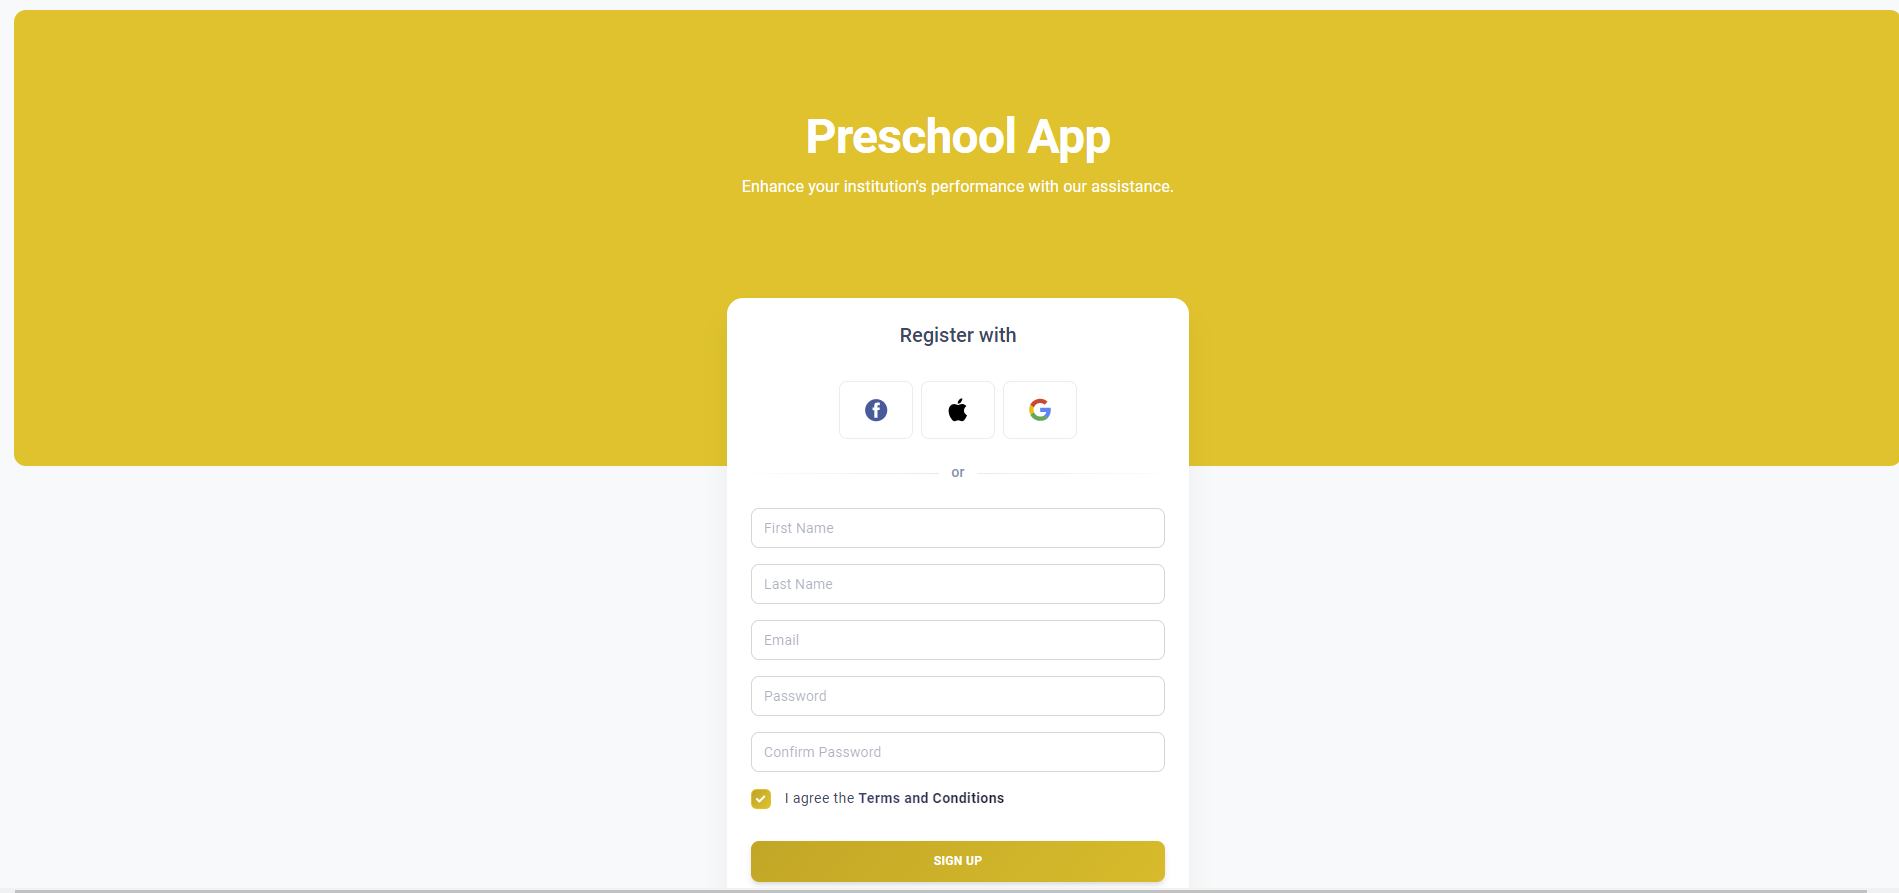 Preschool App
Enhance your institution's performance with our assistance.
Register with
or
First Name
Last Name
Email
Password
Confirm Password
I agree the Terms and Conditions
SIGN UP